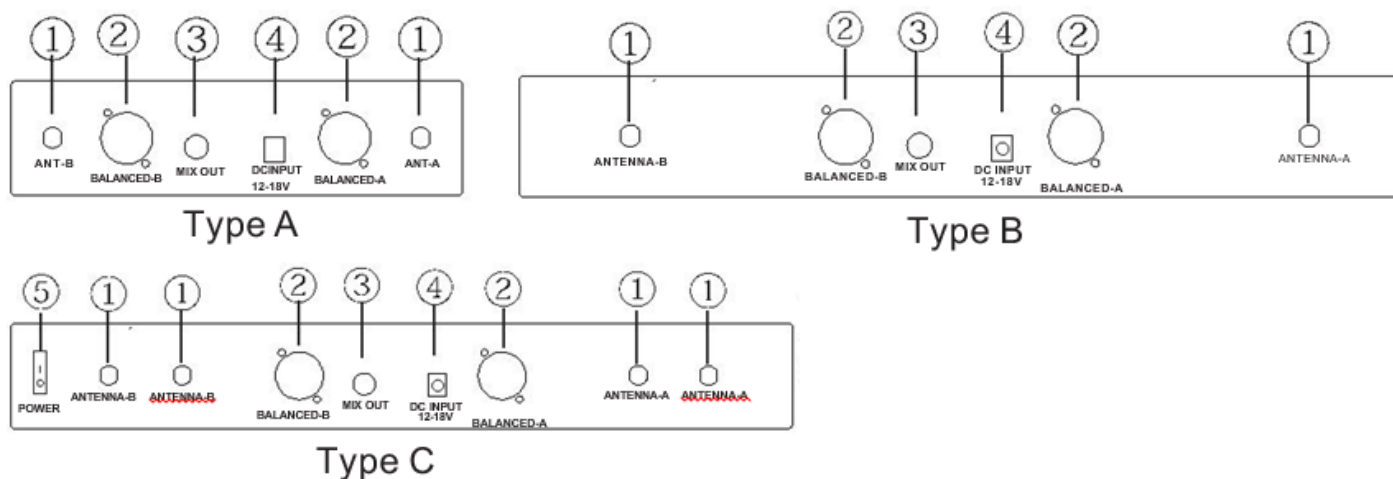 ① ② ③ ④ ② ①
ANT-B BALANCED-B MIX OUT DCINPUT BALANCED-A ANT-A
12-18V
Type A
① ② ③ ④ ② ①
ANTENNA-B BALANCED-B MIX OUT DC INPUT BALANCED-A ANTENNA-A
12-18V
Type B
⑤ ① ① ② ③ ④ ② ① ①
POWER ANTENNA-B ANTENNA-B BALANCED-B MIX OUT DC INPUT BALANCED-A ANTENNA-A ANTENNA-A
12-18V
Type C